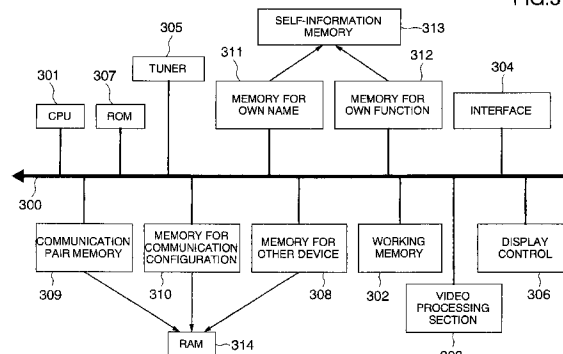 FIG.3
SELF-INFORMATION
MEMORY
313
305
TUNER
311
312
301
307
304
CPU
ROM
MEMORY FOR
OWN NAME
MEMORY FOR
OWN FUNCTION
INTERFACE
300
COMMUNICATION
PAIR MEMORY
MEMORY FOR
COMMUNICATION
CONFIGURATION
MEMORY FOR
OTHER DEVICE
WORKING
MEMORY
DISPLAY
CONTROL
309
310
308
302
306
VIDEO
PROCESSING
SECTION
RAM
314